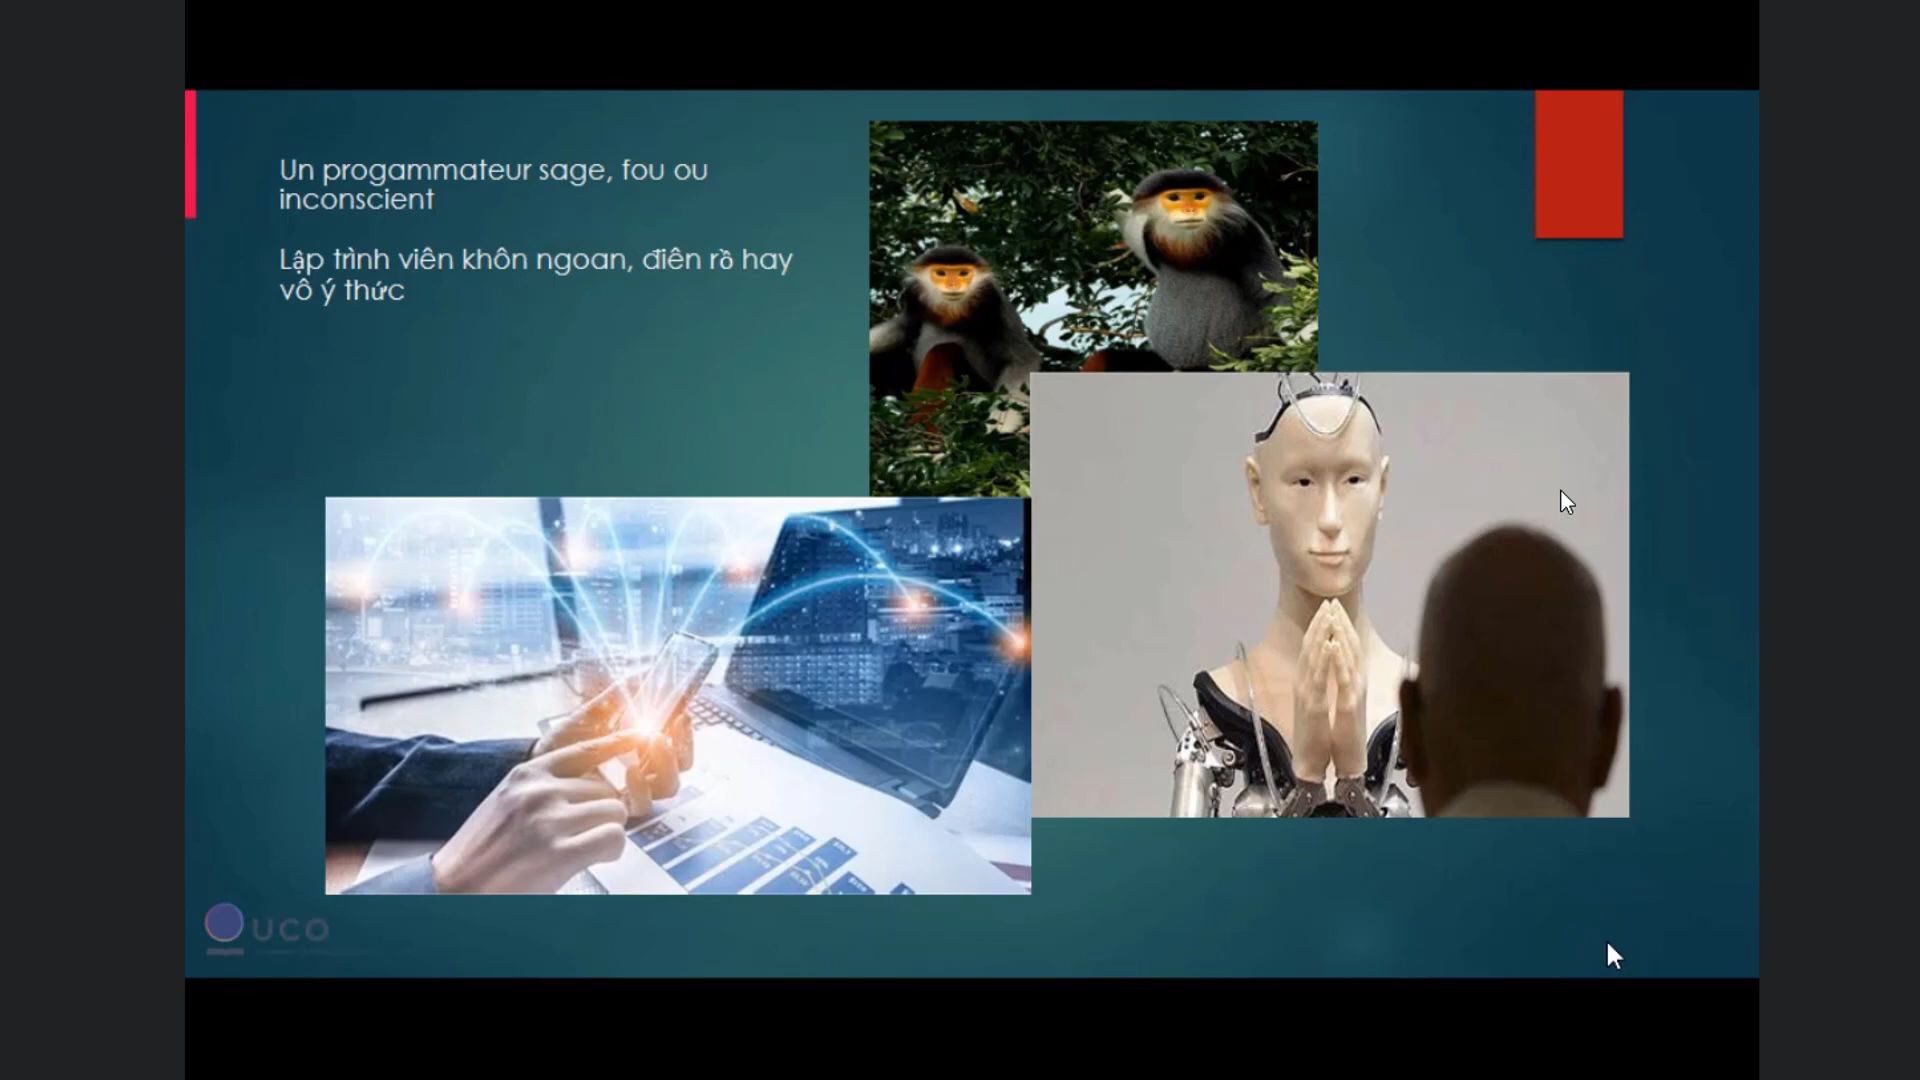 Un progammateur sage, fou ou
inconscient
Lập trình viên khôn ngoan, điên rồ hay
vô ý thức
UCO